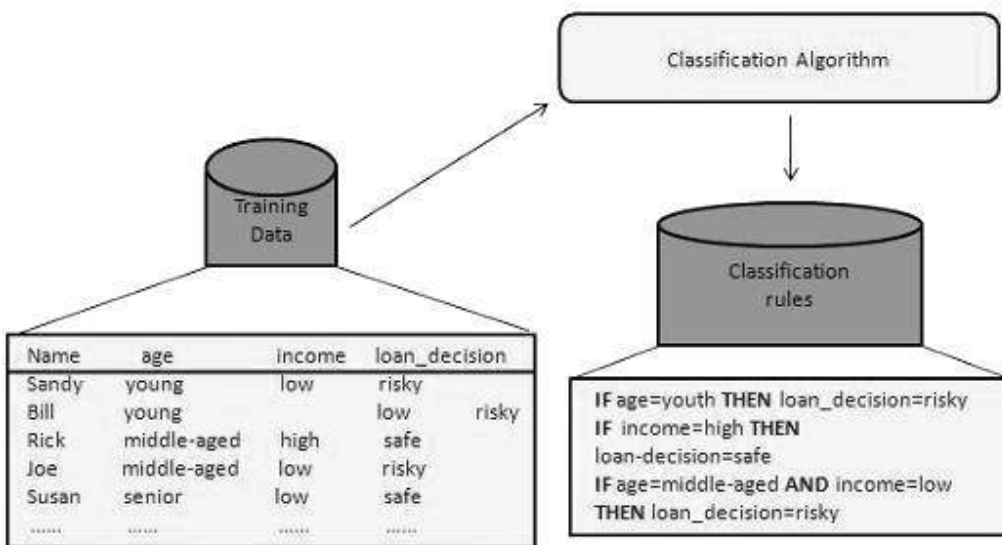 Classification Algorithm
Training
Data
Classification
rules
Name age income loan_decision
Sandy young low risky
Bill young low risky
Rick middle-aged high safe
Joe middle-aged low risky
Susan senior low safe
...... ...... ...... ......
IF age=youth THEN loan_decision=risky
IF income=high THEN
loan-decision=safe
IF age=middle-aged AND income=low
THEN loan_decision=risky